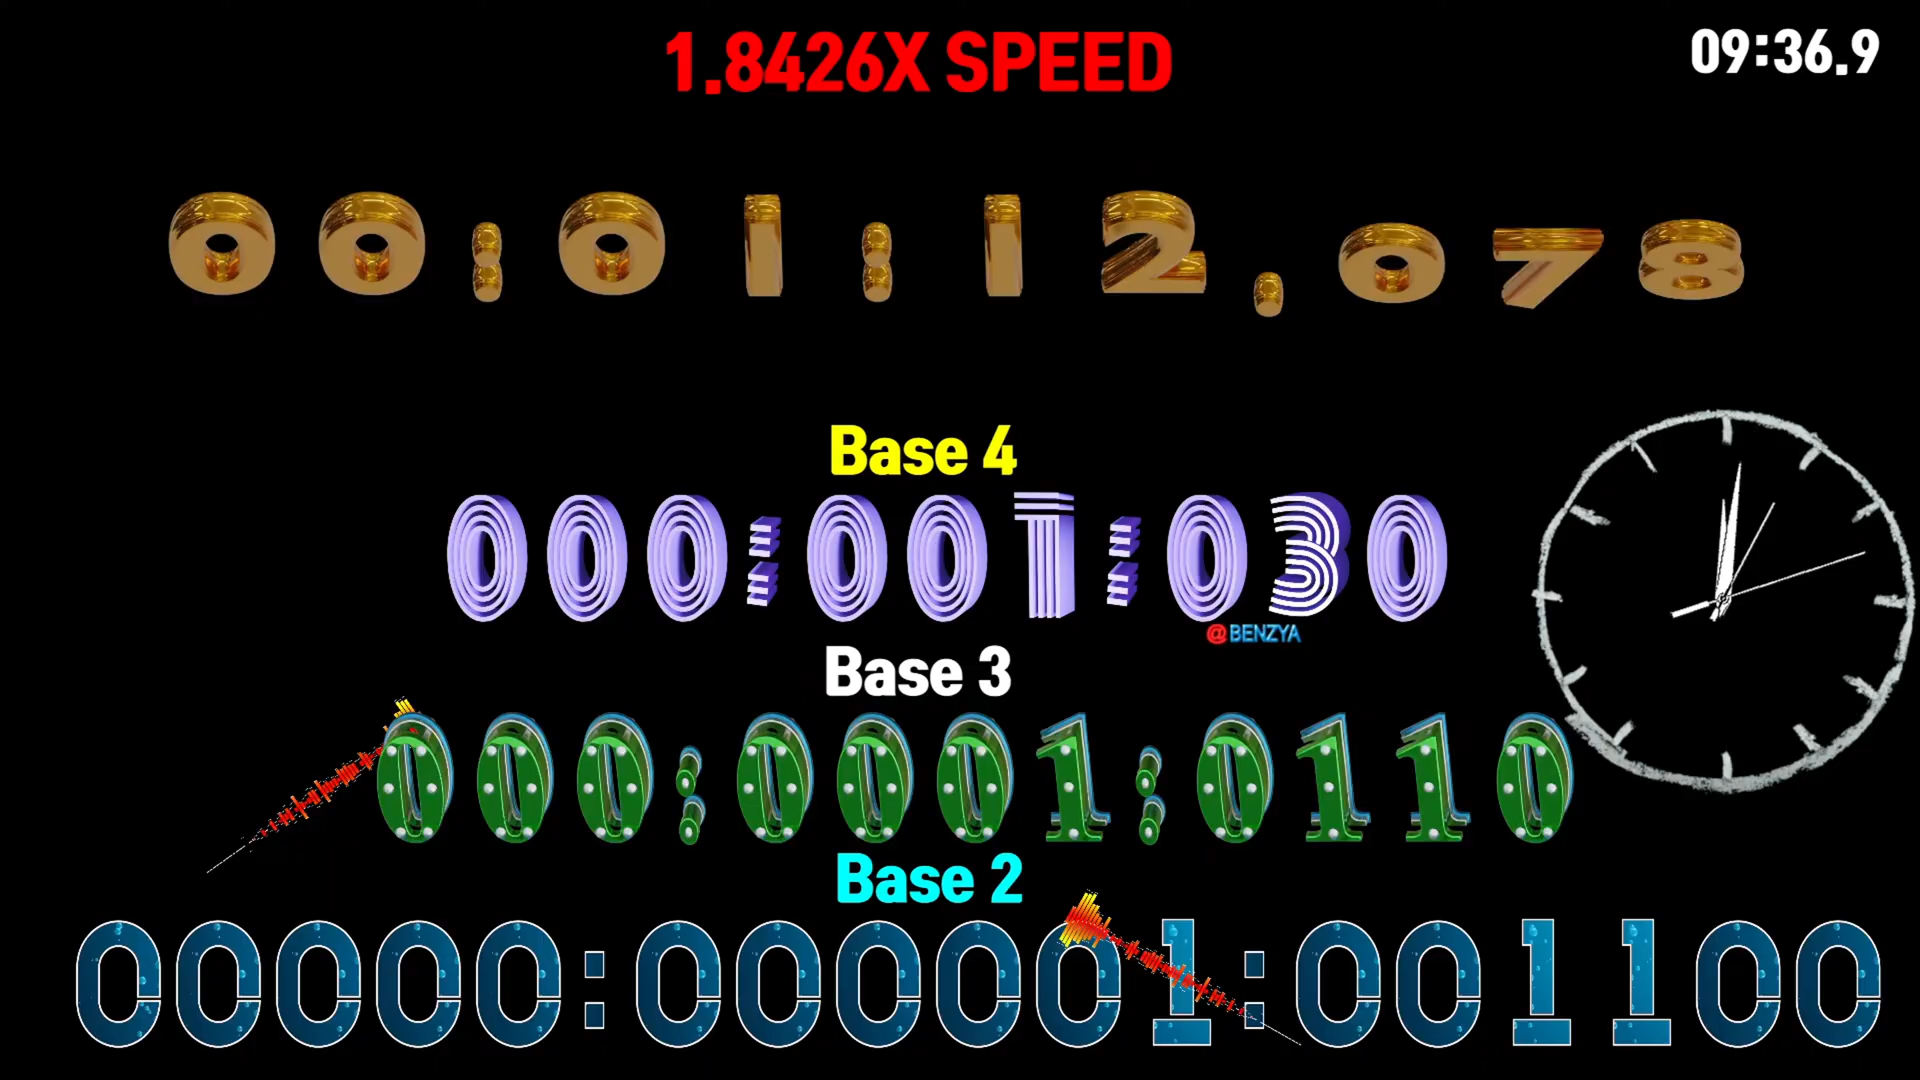 1.8426X SPEED
09:36.9
00:01:12.078
Base 4
000:001:030
@BENZYA
Base 3
000:0001:0110
Base 2
00000:000001:001100